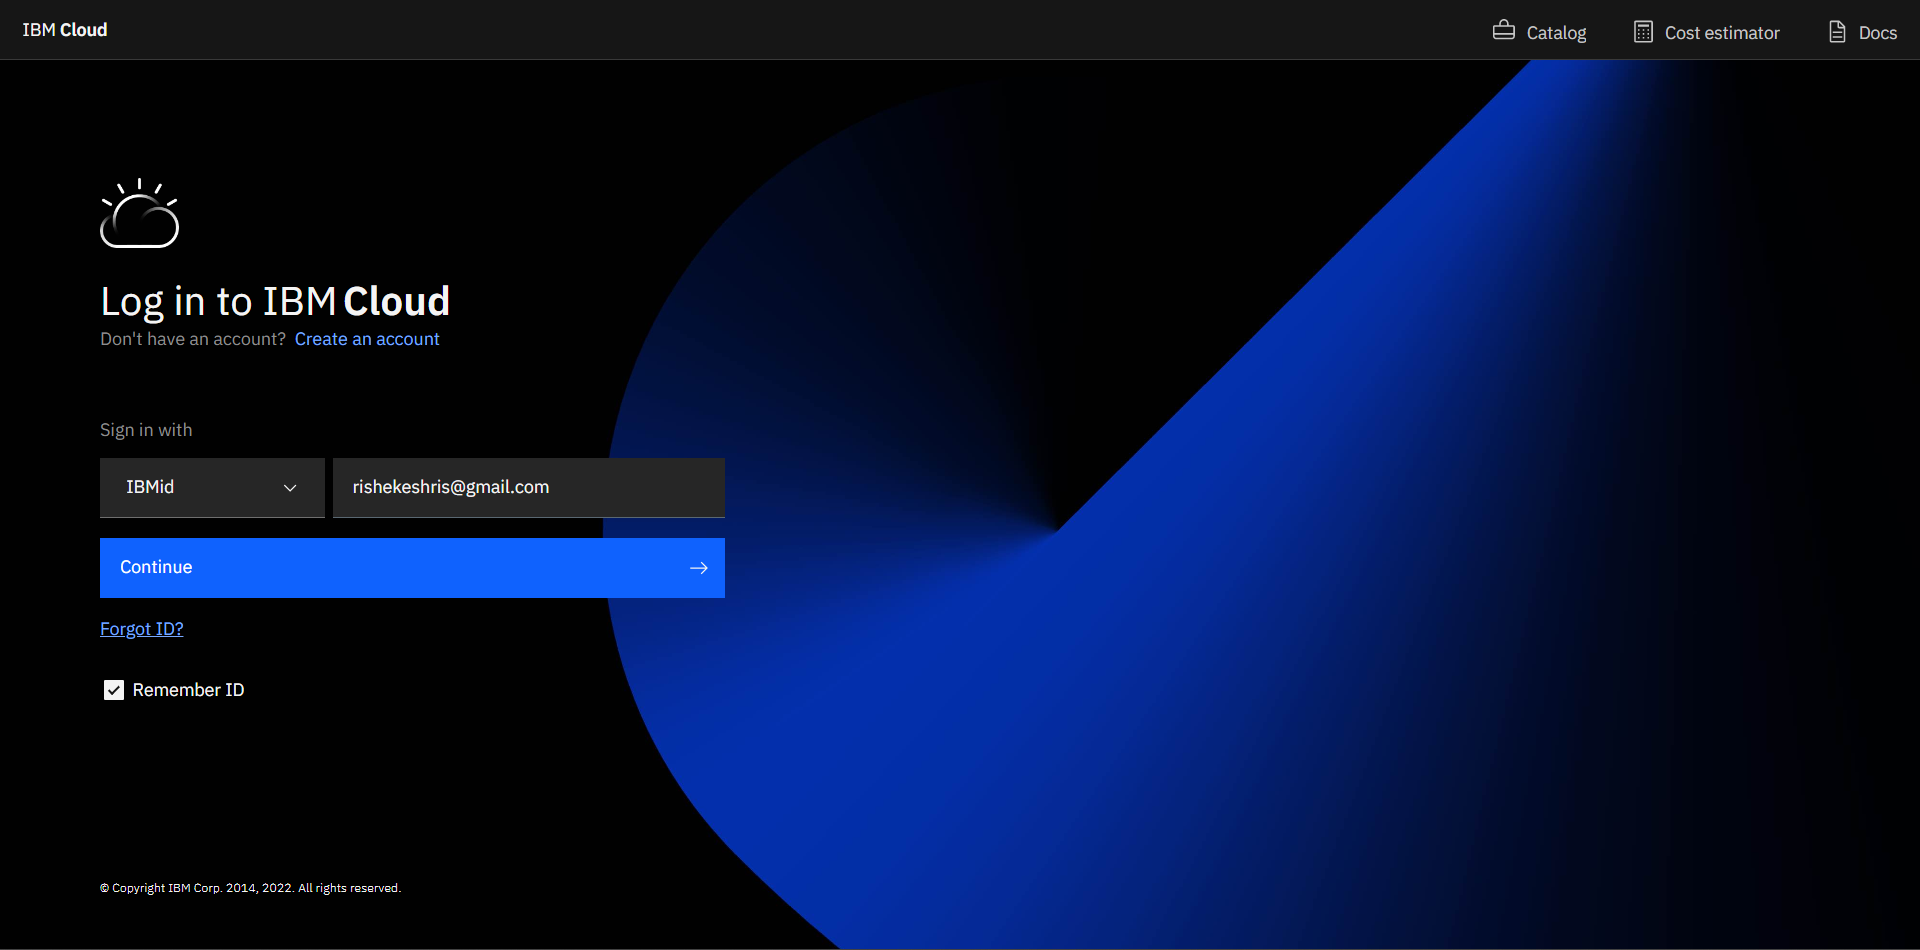 IBM Cloud
Catalog
Cost estimator
Docs
Log in to IBM Cloud
Don't have an account? Create an account
Sign in with
IBMid
rishekeshris@gmail.com
Continue
Forgot ID?
Remember ID
© Copyright IBM Corp. 2014, 2022. All rights reserved.